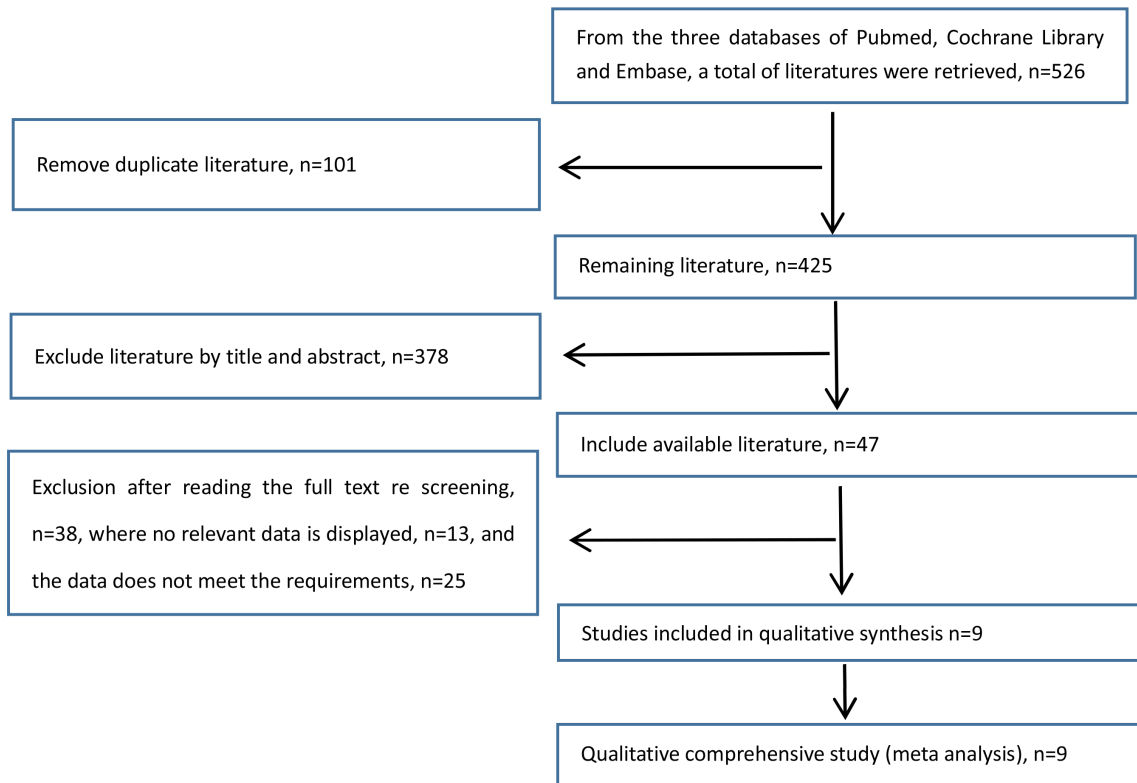 From the three databases of Pubmed, Cochrane Library
and Embase, a total of literatures were retrieved, n=526
Remove duplicate literature, n=101
Remaining literature, n=425
Exclude literature by title and abstract, n=378
Include available literature, n=47
Exclusion after reading the full text re screening,
n=38, where no relevant data is displayed, n=13, and
the data does not meet the requirements, n=25
Studies included in qualitative synthesis n=9
Qualitative comprehensive study (meta analysis), n=9